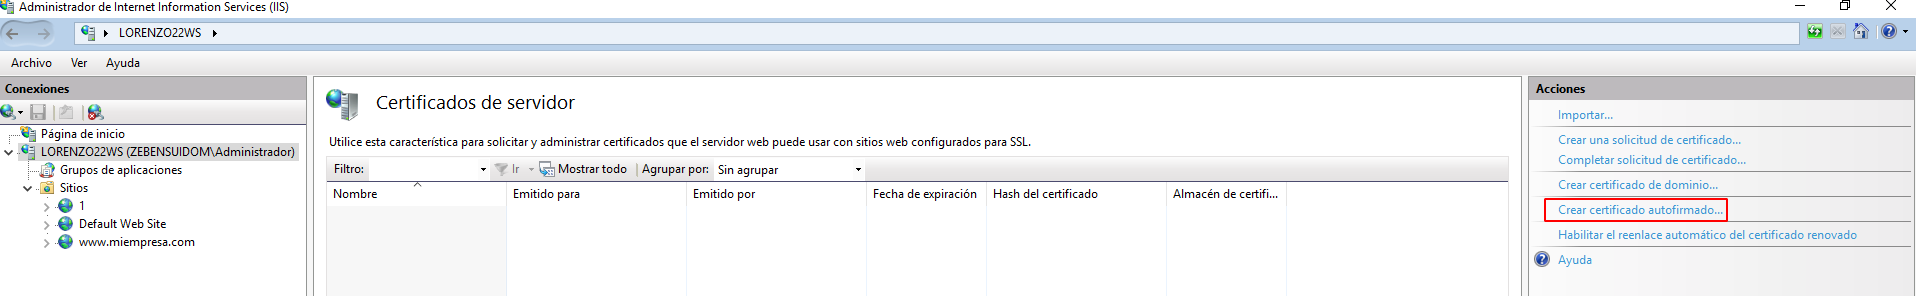 Administrador de Internet Information Services (IIS)
LORENZO22WS
Archivo Ver Ayuda
Conexiones
Página de inicio
LORENZO22WS (ZEBENSUIDOM\Administrador)
Grupos de aplicaciones
Sitios
1
Default Web Site
www.miempresa.com
Certificados de servidor
Utilice esta característica para solicitar y administrar certificados que el servidor web puede usar con sitios web configurados para SSL.
Filtro: Ir Mostrar todo Agrupar por: Sin agrupar
Nombre Emitido para Emitido por Fecha de expiración Hash del certificado Almacén de certifi...
Acciones
Importar...
Crear una solicitud de certificado...
Completar solicitud de certificado...
Crear certificado de dominio...
Crear certificado autofirmado...
Habilitar el reenlace automático del certificado renovado
Ayuda